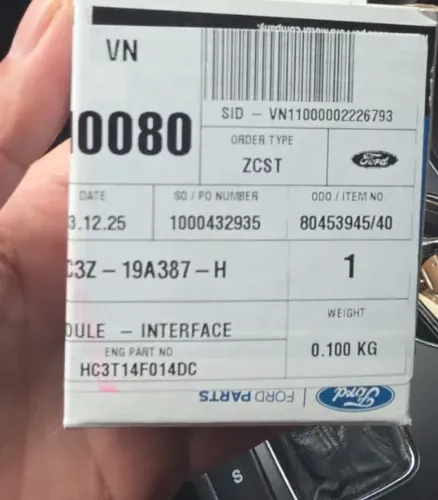 VN
SID - VN11000002226793
0080
ORDER TYPE
ZCST
Ford
DATE
SO / PO NUMBER
ODO / ITEM NO.
3.12.25
1000432935
80453945/40
C3Z - 19A387 - H
1
DULE - INTERFACE
WEIGHT
0.100 KG
ENG PART NO
HC3T14F014DC
Ford
FORD PARTS
S